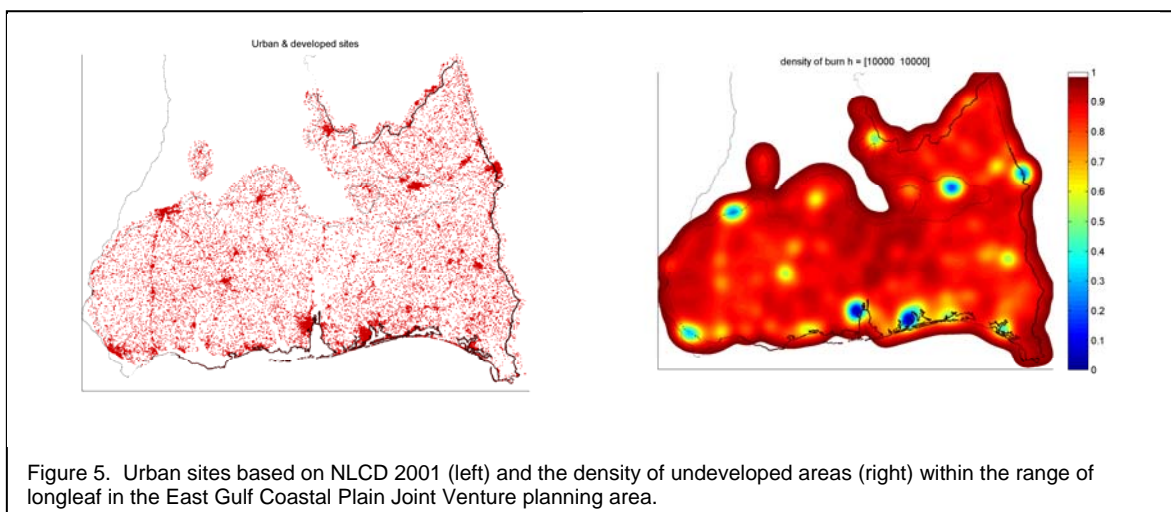 Urban & developed sites
density of burn h = [10000 10000]
1
0.9
0.8
0.7
0.6
0.5
0.4
0.3
0.2
0.1
0
Figure 5. Urban sites based on NLCD 2001 (left) and the density of undeveloped areas (right) within the range of
longleaf in the East Gulf Coastal Plain Joint Venture planning area.